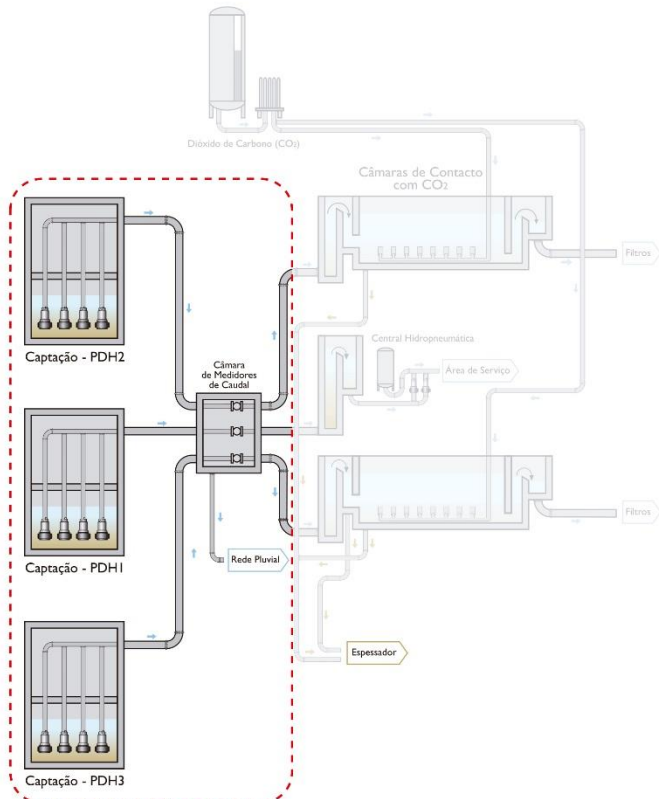 Dióxido de Carbono (CO₂)
Câmaras de Contacto
com CO₂
Filtros
Captação - PDH2
Câmara
de Medidores
de Caudal
Central Hidropneumática
Área de Serviço
Captação - PDH1
Filtros
Rede Pluvial
Espessador
Captação - PDH3